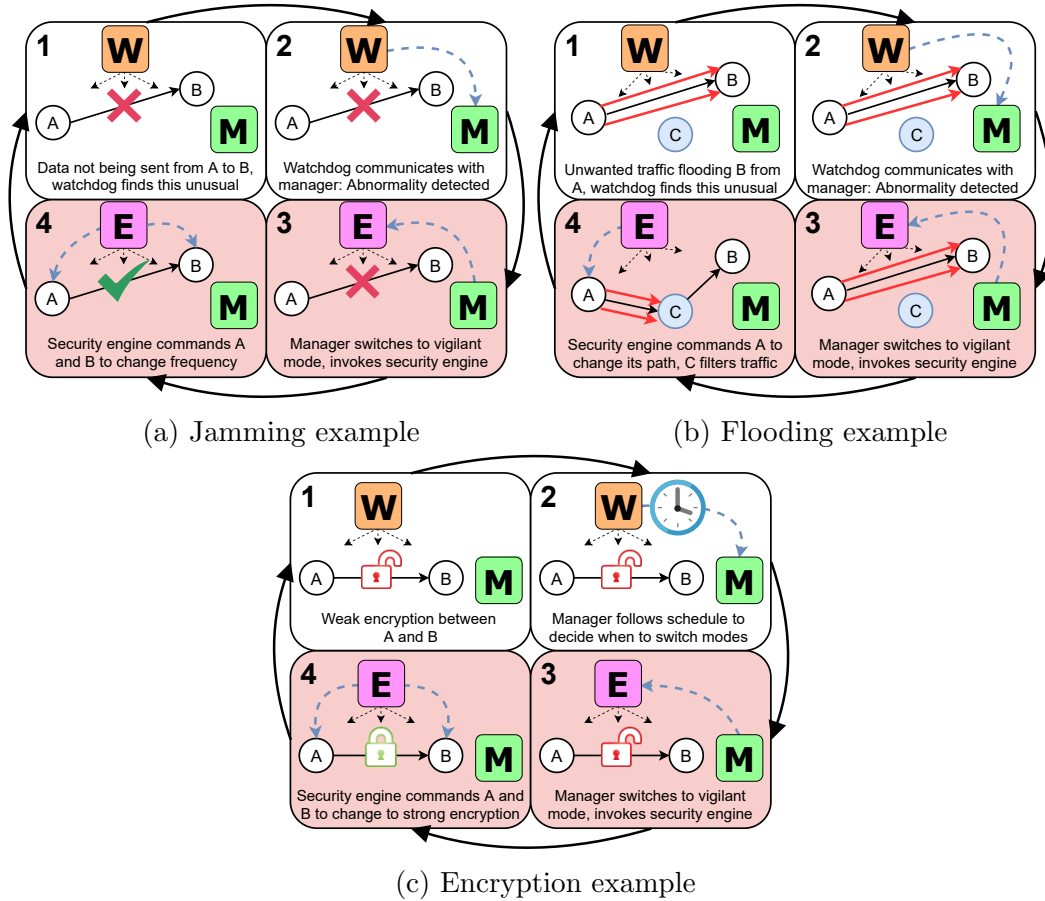 1
W
A
B
M
Data not being sent from A to B,
watchdog finds this unusual
2
W
A
B
M
Watchdog communicates with
manager: Abnormality detected
4
E
A
B
M
Security engine commands A
and B to change frequency
3
E
A
B
M
Manager switches to vigilant
mode, invokes security engine
(a) Jamming example
1
W
A
B
C
M
Unwanted traffic flooding B from
A, watchdog finds this unusual
2
W
A
B
C
M
Watchdog communicates with
manager: Abnormality detected
4
E
A
B
C
M
Security engine commands A to
change its path, C filters traffic
3
E
A
B
C
M
Manager switches to vigilant
mode, invokes security engine
(b) Flooding example
1
W
A
B
M
Weak encryption between
A and B
2
W
A
B
M
Manager follows schedule to
decide when to switch modes
4
E
A
B
M
Security engine commands A and
B to change to strong encryption
3
E
A
B
M
Manager switches to vigilant
mode, invokes security engine
(c) Encryption example